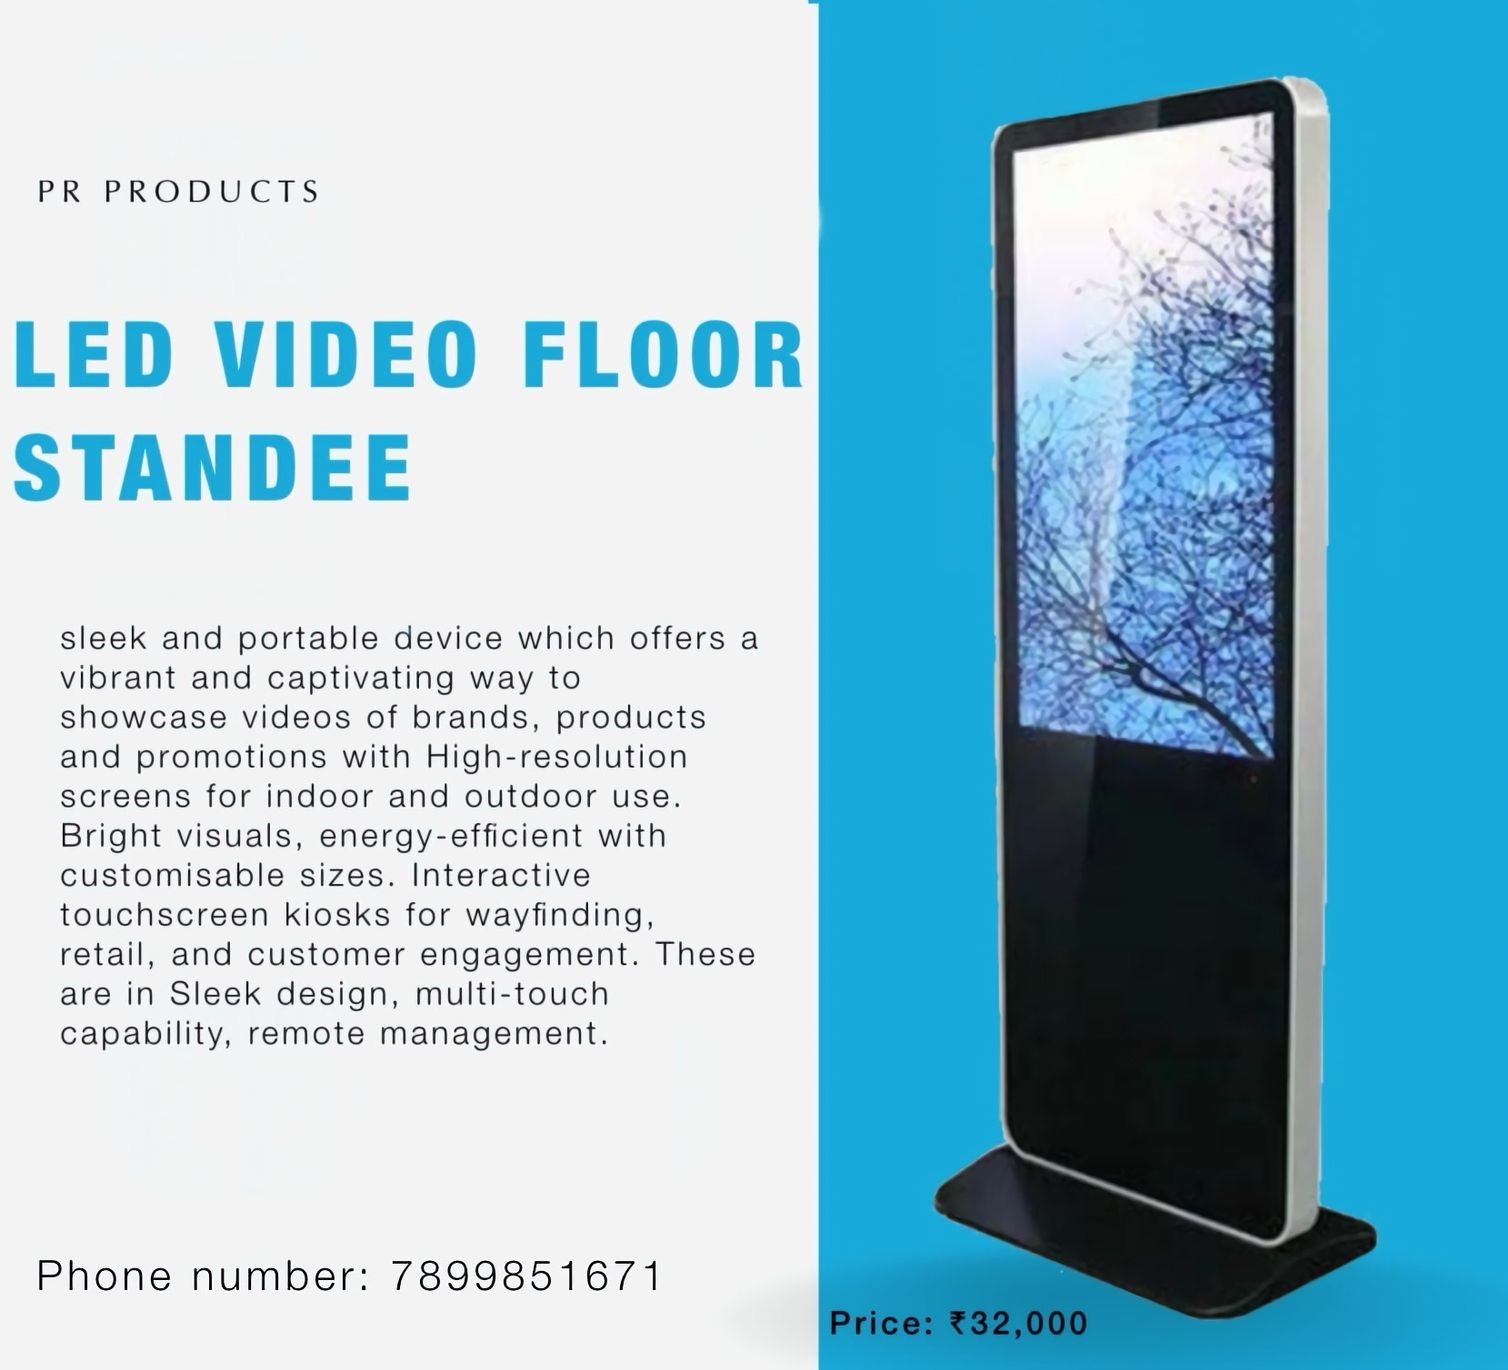 PR PRODUCTS
LED VIDEO FLOOR
STANDEE
sleek and portable device which offers a
vibrant and captivating way to
showcase videos of brands, products
and promotions with High-resolution
screens for indoor and outdoor use.
Bright visuals, energy-efficient with
customisable sizes. Interactive
touchscreen kiosks for wayfinding,
retail, and customer engagement. These
are in Sleek design, multi-touch
capability, remote management.
Phone number: 7899851671
Price: ₹32,000